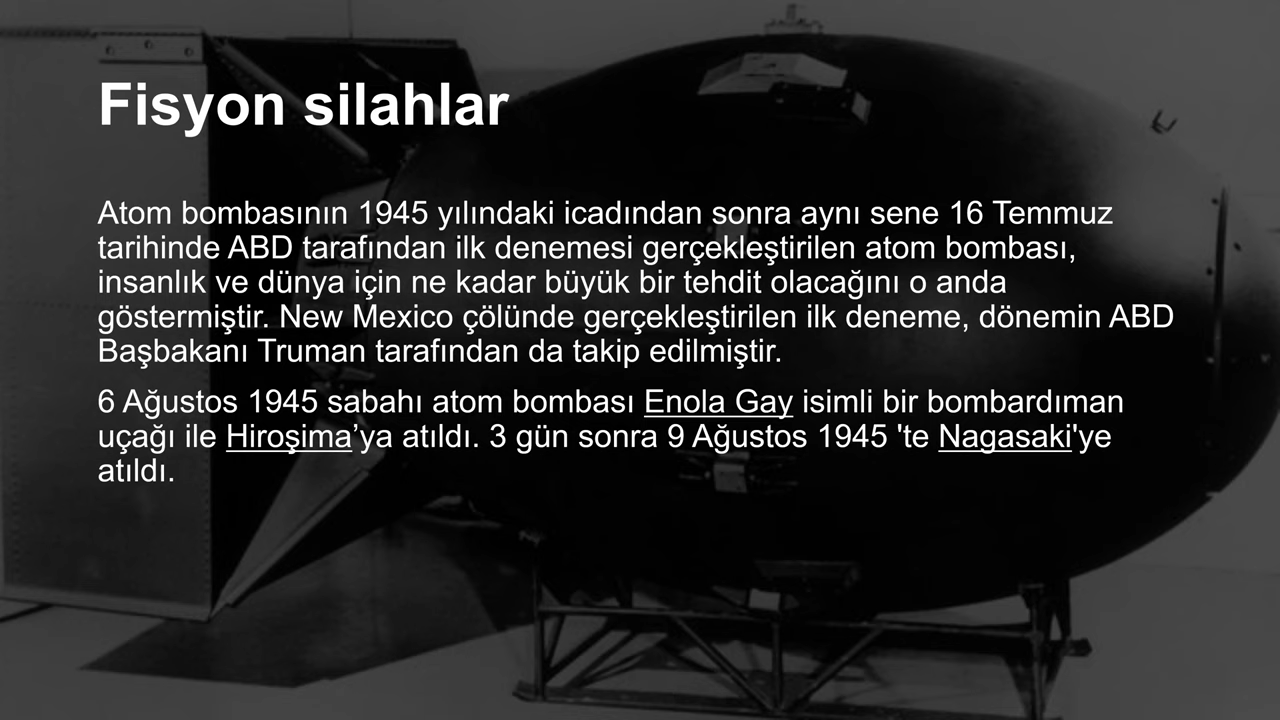 Fisyon silahlar
Atom bombasının 1945 yılındaki icadından sonra aynı sene 16 Temmuz
tarihinde ABD tarafından ilk denemesi gerçekleştirilen atom bombası,
insanlık ve dünya için ne kadar büyük bir tehdit olacağını o anda
göstermiştir. New Mexico çölünde gerçekleştirilen ilk deneme, dönemin ABD
Başbakanı Truman tarafından da takip edilmiştir.
6 Ağustos 1945 sabahı atom bombası Enola Gay isimli bir bombardıman
uçağı ile Hiroşima’ya atıldı. 3 gün sonra 9 Ağustos 1945 'te Nagasaki'ye
atıldı.